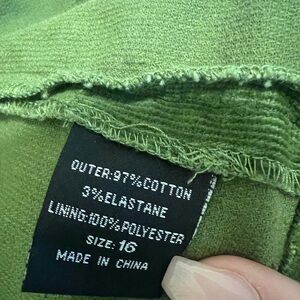 OUTER:97%COTTON
3%ELASTANE
LINING:100%POLYESTER
SIZE:16
MADE IN CHINA